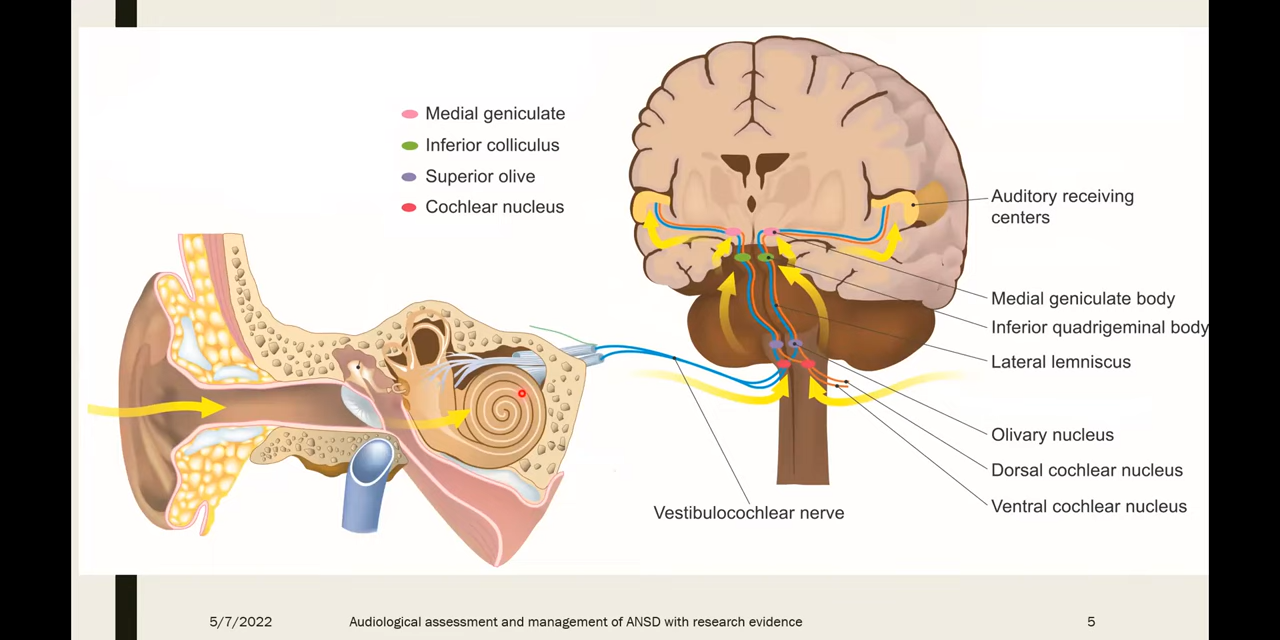 Medial geniculate
Inferior colliculus
Superior olive
Cochlear nucleus
Auditory receiving
centers
Medial geniculate body
Inferior quadrigeminal body
Lateral lemniscus
Olivary nucleus
Dorsal cochlear nucleus
Ventral cochlear nucleus
Vestibulocochlear nerve
5/7/2022
Audiological assessment and management of ANSD with research evidence
5